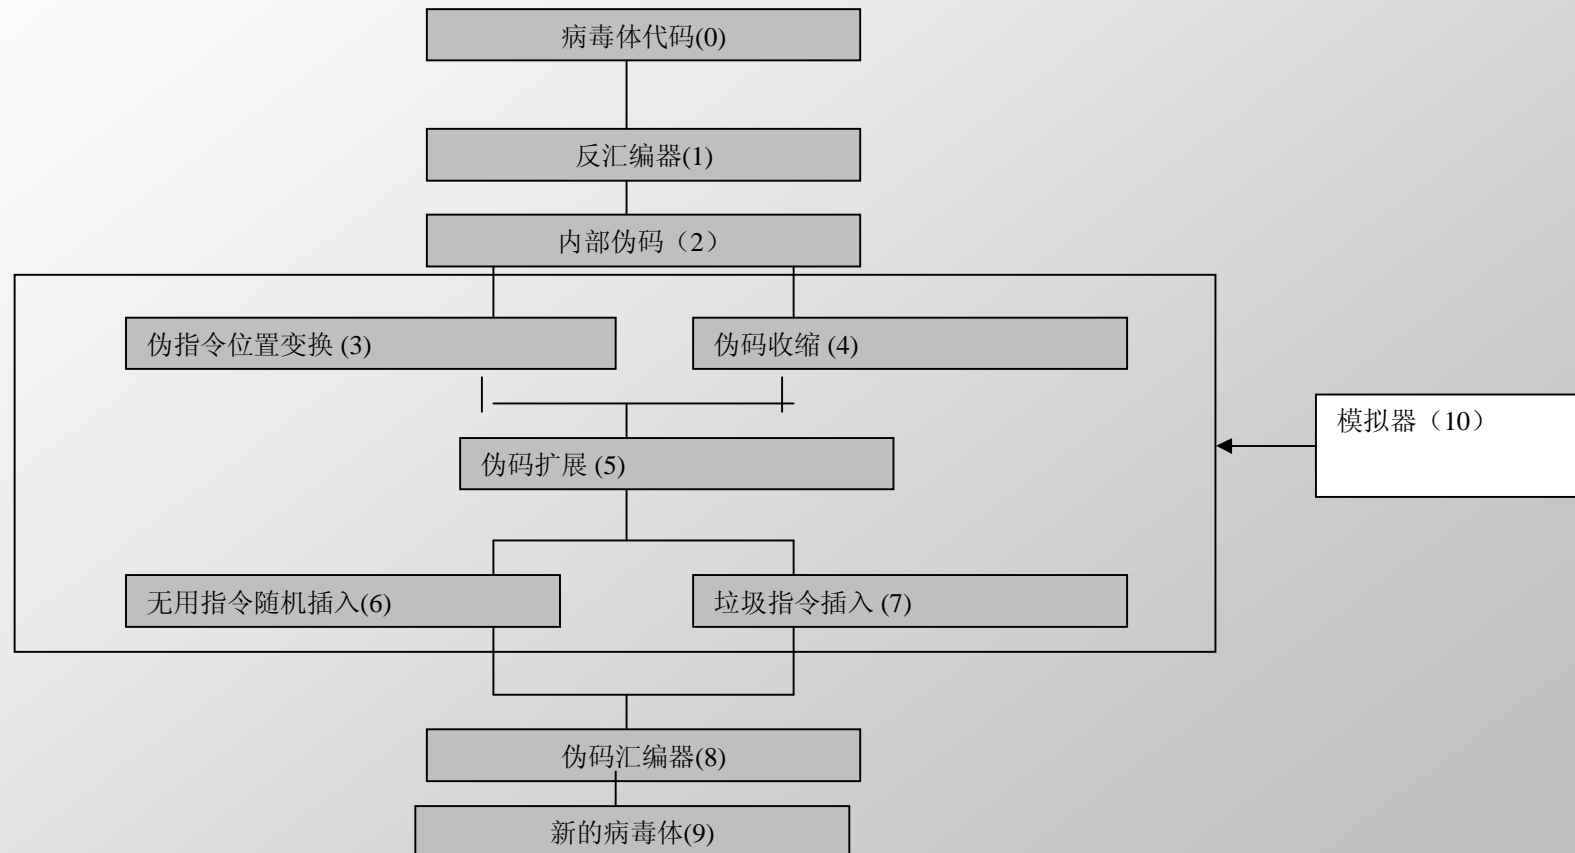 病毒体代码(0)
反汇编器(1)
内部伪码（2）
伪指令位置变换 (3)
伪码收缩 (4)
模拟器（10）
伪码扩展 (5)
无用指令随机插入(6)
垃圾指令插入 (7)
伪码汇编器(8)
新的病毒体(9)